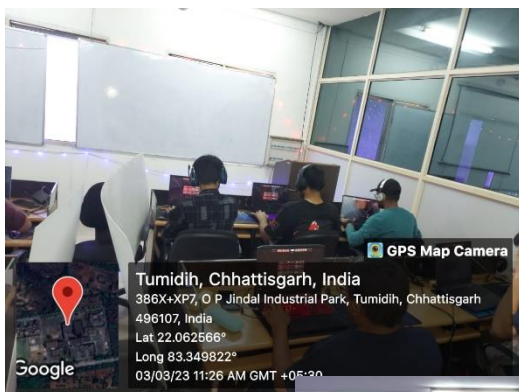 GPS Map Camera
Tumidih, Chhattisgarh, India
386X+XP7, O P Jindal Industrial Park, Tumidih, Chhattisgarh
496107, India
Lat 22.062566°
Long 83.349822°
03/03/23 11:26 AM GMT +05:30
Google